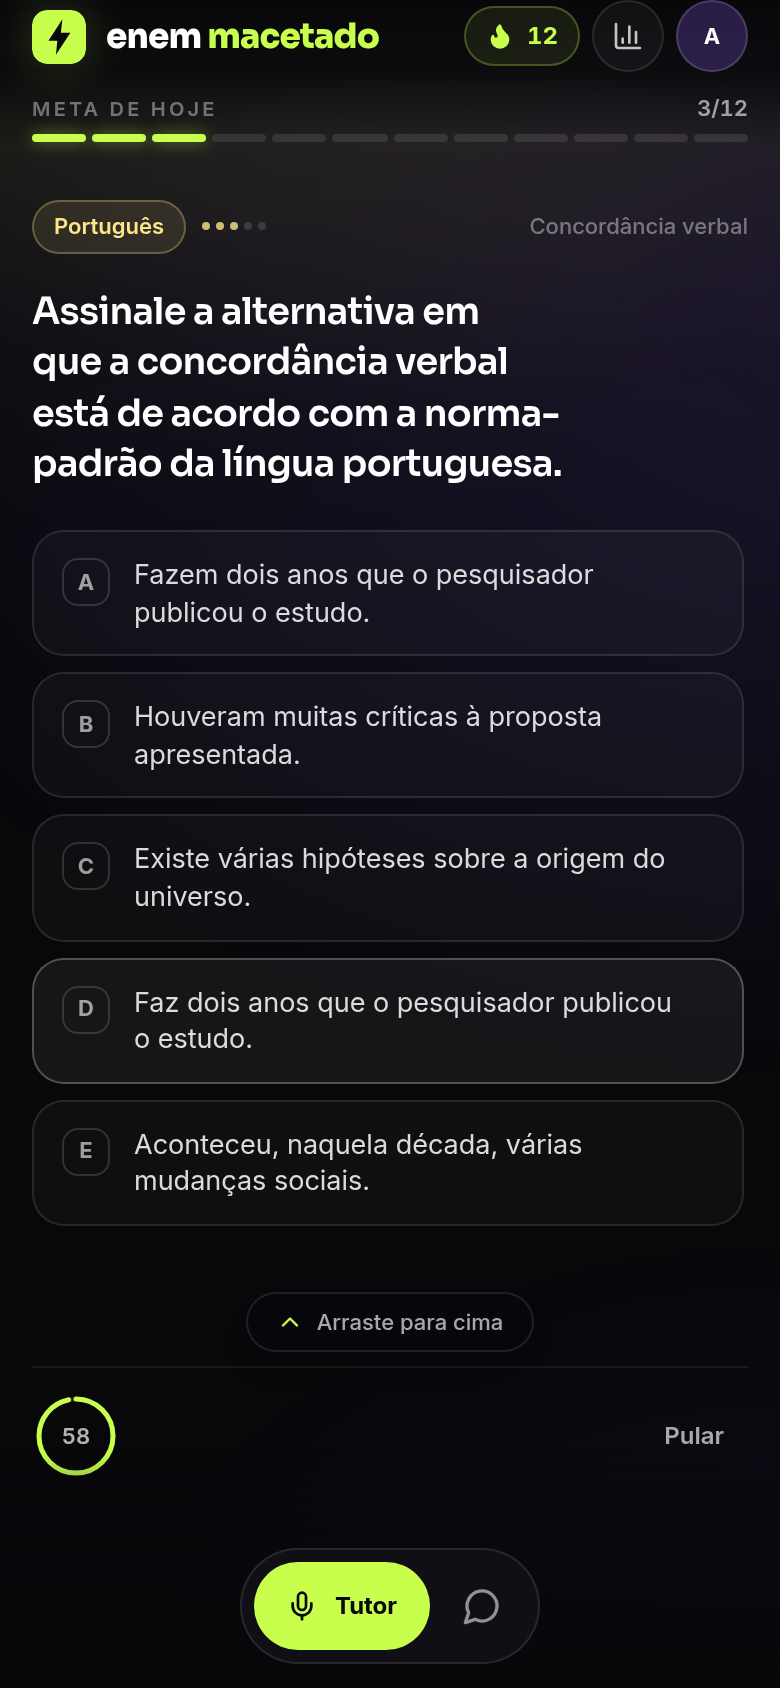 enem macetado
12
A
META DE HOJE
3/12
Português
Concordância verbal
Assinale a alternativa em
que a concordância verbal
está de acordo com a norma-
padrão da língua portuguesa.
A
Fazem dois anos que o pesquisador
publicou o estudo.
B
Houveram muitas críticas à proposta
apresentada.
C
Existe várias hipóteses sobre a origem do
universo.
D
Faz dois anos que o pesquisador publicou
o estudo.
E
Aconteceu, naquela década, várias
mudanças sociais.
Arraste para cima
58
Pular
Tutor